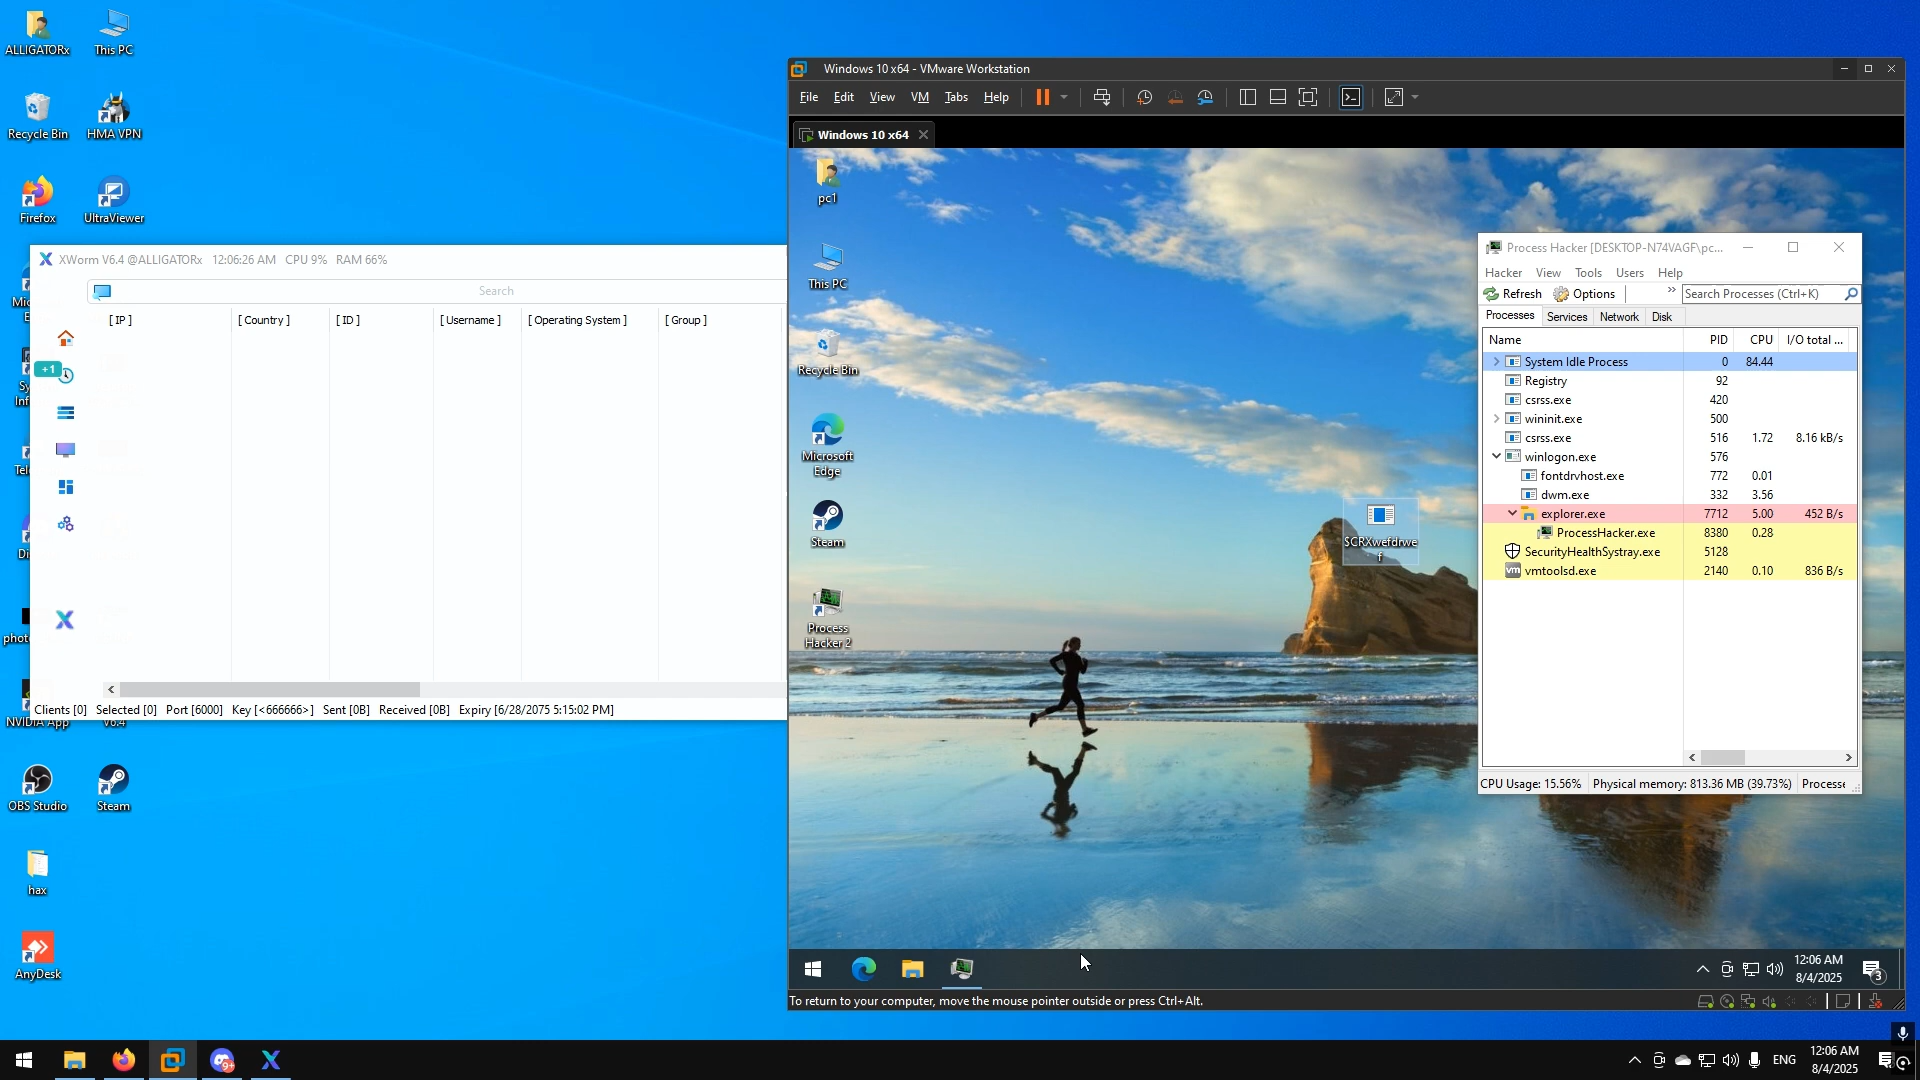 ALLIGATORx
This PC
Recycle Bin
HMA VPN
Firefox
UltraViewer
Tele
photo
NVIDIA App
V6.4
OBS Studio
Steam
hax
AnyDesk
XWorm V6.4 @ALLIGATORx 12:06:26 AM CPU 9% RAM 66%
Search
[ IP ] [ Country ] [ ID ] [ Username ] [ Operating System ] [ Group ]
+1
Clients [0] Selected [0] Port [6000] Key [<666666>] Sent [0B] Received [0B] Expiry [6/28/2075 5:15:02 PM]
Windows 10 x64 - VMware Workstation
File Edit View VM Tabs Help
Windows 10 x64
pc1
This PC
Recycle Bin
Microsoft
Edge
Steam
Process
Hacker 2
$CRXwefdrwe
f
Process Hacker [DESKTOP-N74VAGF\pc...
Hacker View Tools Users Help
Refresh Options » Search Processes (Ctrl+K)
Processes Services Network Disk
Name PID CPU I/O total ...
System Idle Process 0 84.44
Registry 92
csrss.exe 420
wininit.exe 500
csrss.exe 516 1.72 8.16 kB/s
winlogon.exe 576
fontdrvhost.exe 772 0.01
dwm.exe 332 3.56
explorer.exe 7712 5.00 452 B/s
ProcessHacker.exe 8380 0.28
SecurityHealthSystray.exe 5128
vm vmtoolsd.exe 2140 0.10 836 B/s
CPU Usage: 15.56% Physical memory: 813.36 MB (39.73%) Processe
12:06 AM
8/4/2025
3
To return to your computer, move the mouse pointer outside or press Ctrl+Alt.
9+
ENG
12:06 AM
8/4/2025